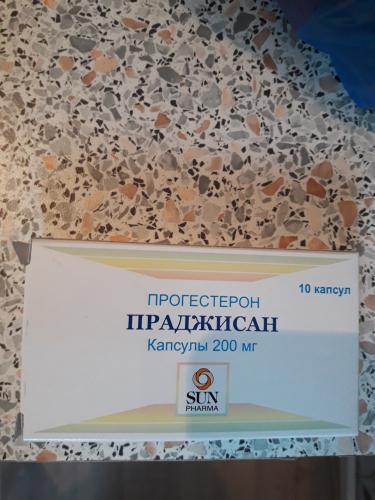 10 капсул
ПРОГЕСТЕРОН
ПРАДЖИСАН
Капсулы 200 мг
SUN
PHARMA